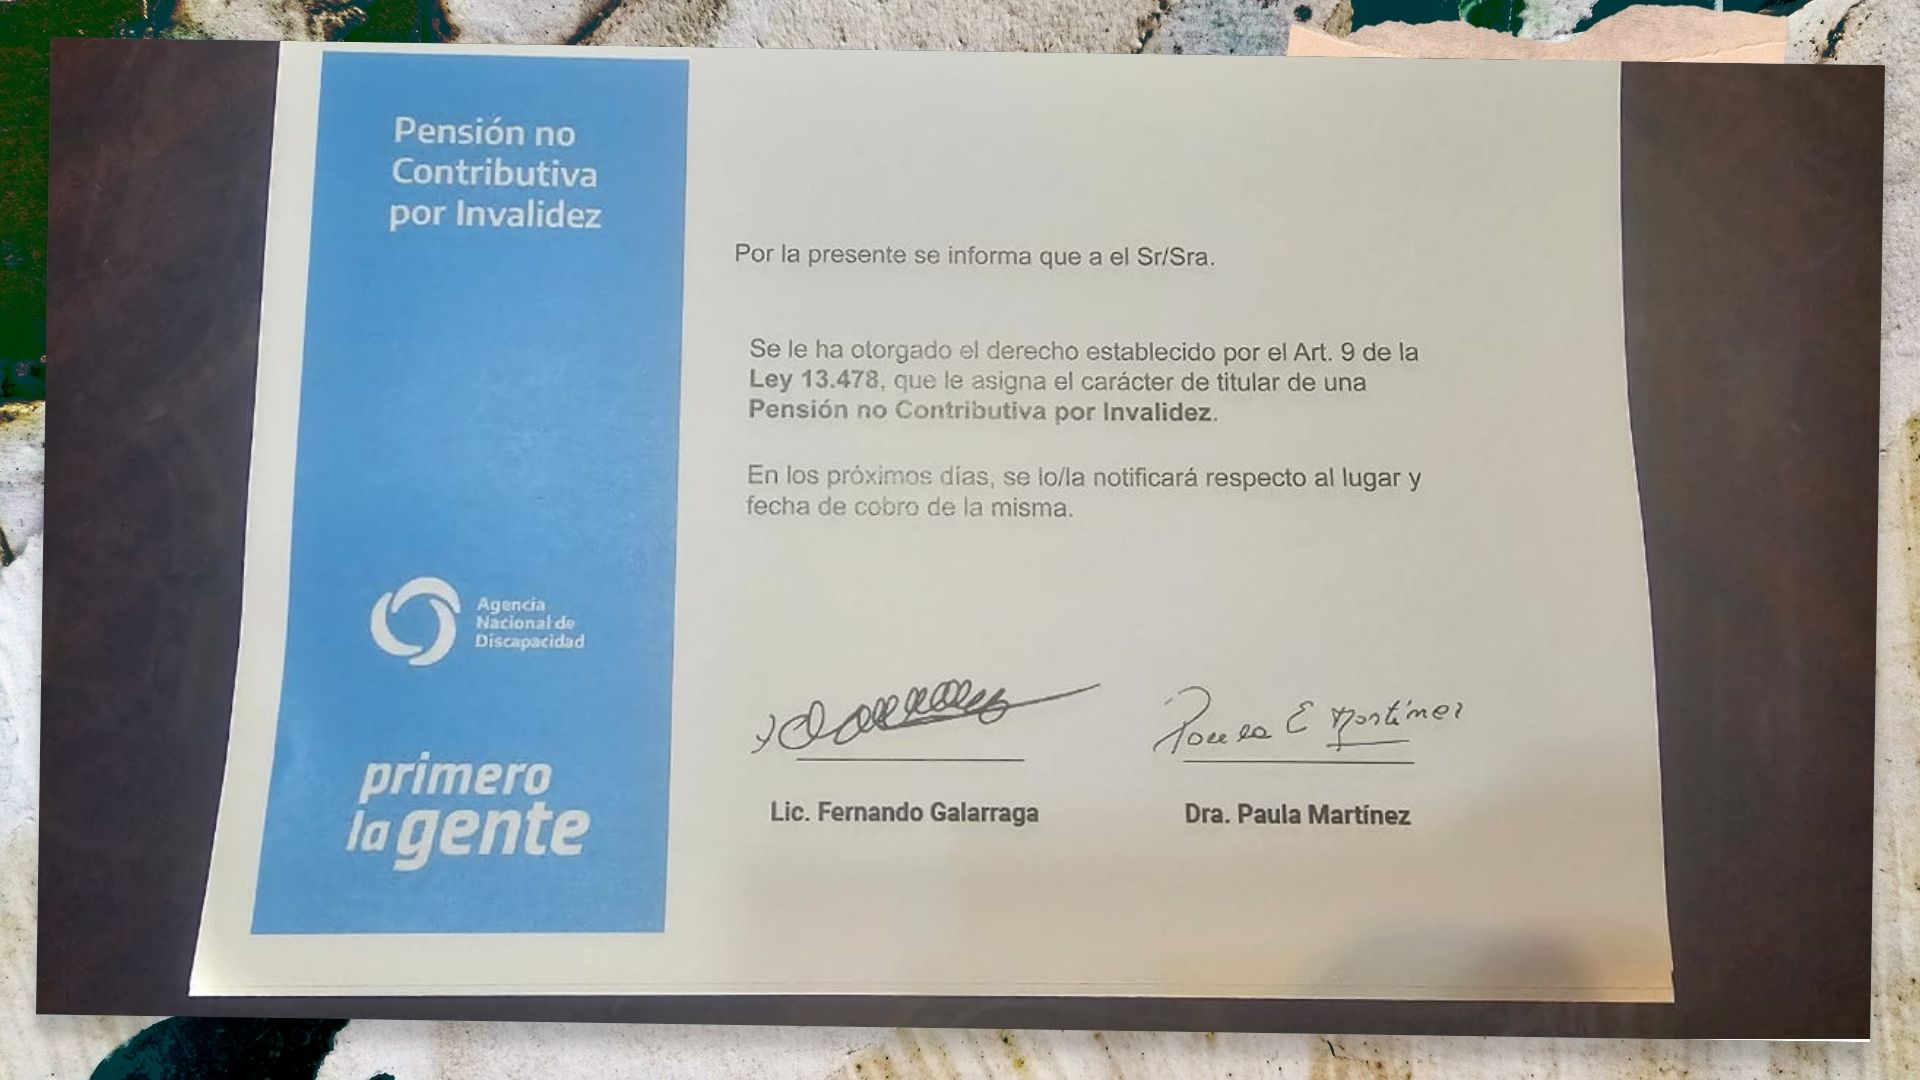 Pensión no
Contributiva
por Invalidez
Por la presente se informa que a el Sr/Sra.
Se le ha otorgado el derecho establecido por el Art. 9 de la
Ley 13.478, que le asigna el carácter de titular de una
Pensión no Contributiva por Invalidez.
En los próximos días, se lo/la notificará respecto al lugar y
fecha de cobro de la misma.
Agencia
Nacional de
Discapacidad
primero
la gente
Paula E Martinez
Lic. Fernando Galarraga
Dra. Paula Martínez